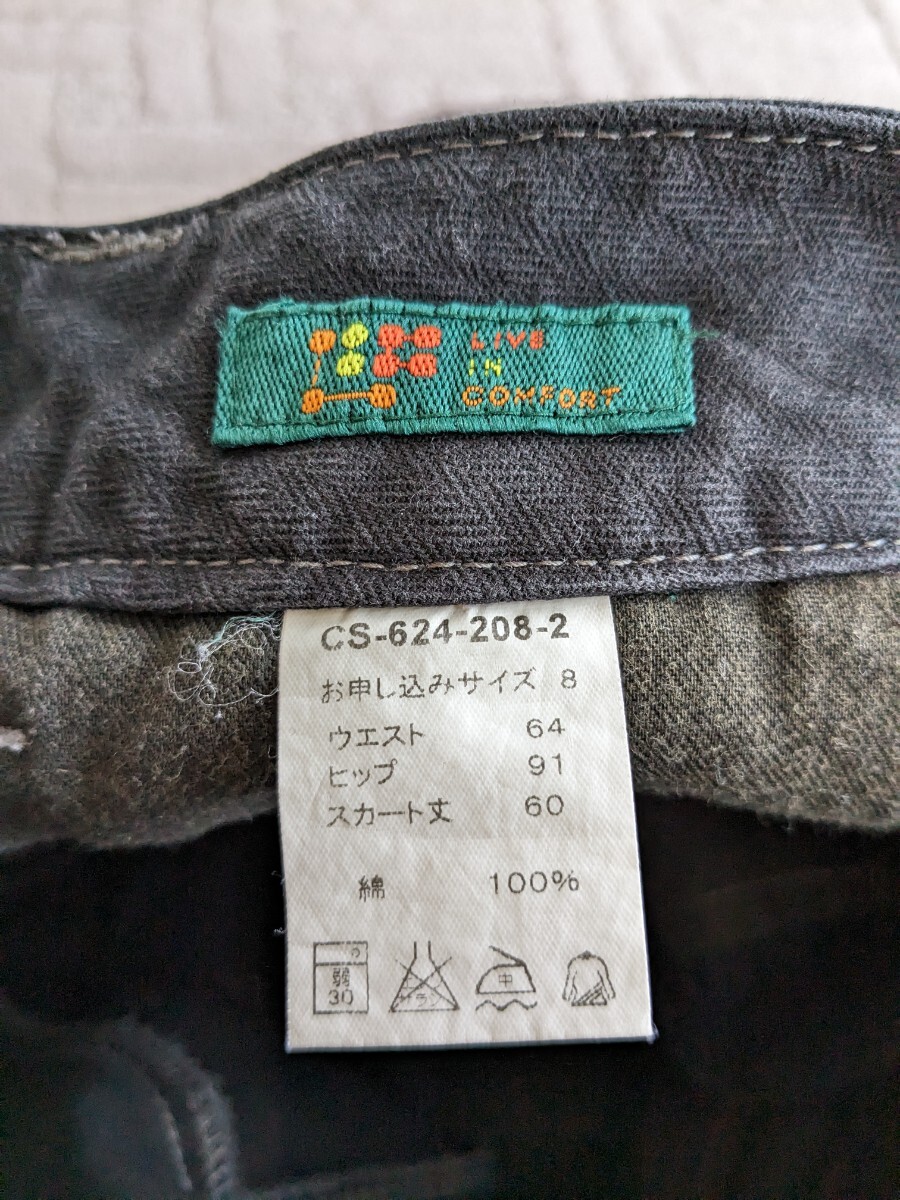 LIVE
IN
COMFORT
CS-624-208-2
お申し込みサイズ 8
ウエスト 64
ヒップ 91
スカート丈 60
綿 100%
弱
30
中